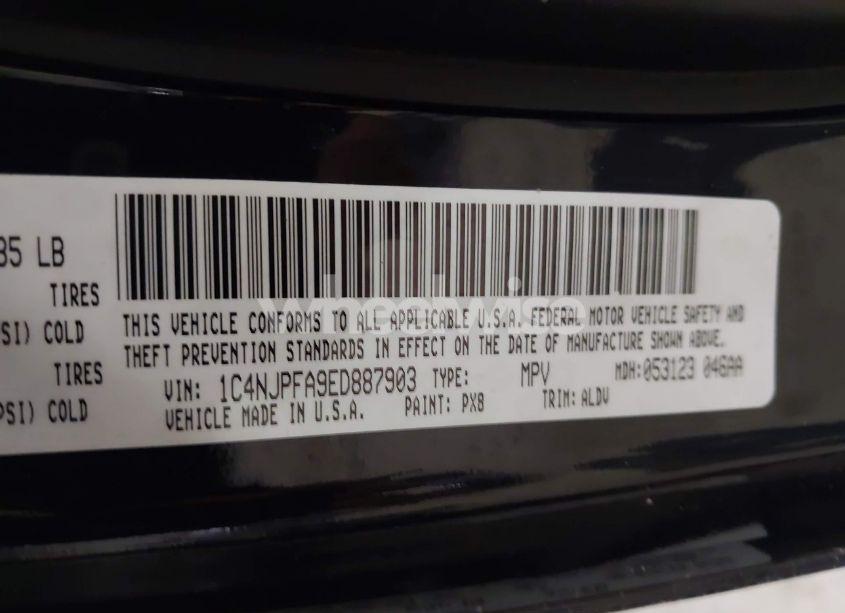 35 LB
TIRES
SI) COLD
TIRES
PSI) COLD
THIS VEHICLE CONFORMS TO ALL APPLICABLE U.S.A. FEDERAL MOTOR VEHICLE SAFETY AND
THEFT PREVENTION STANDARDS IN EFFECT ON THE DATE OF MANUFACTURE SHOWN ABOVE.
VIN: 1C4NJPFA9ED887903 TYPE: MPV MDH: 053123 046AA
VEHICLE MADE IN U.S.A. PAINT: PX8 TRIM: ALDV
Wheelwise